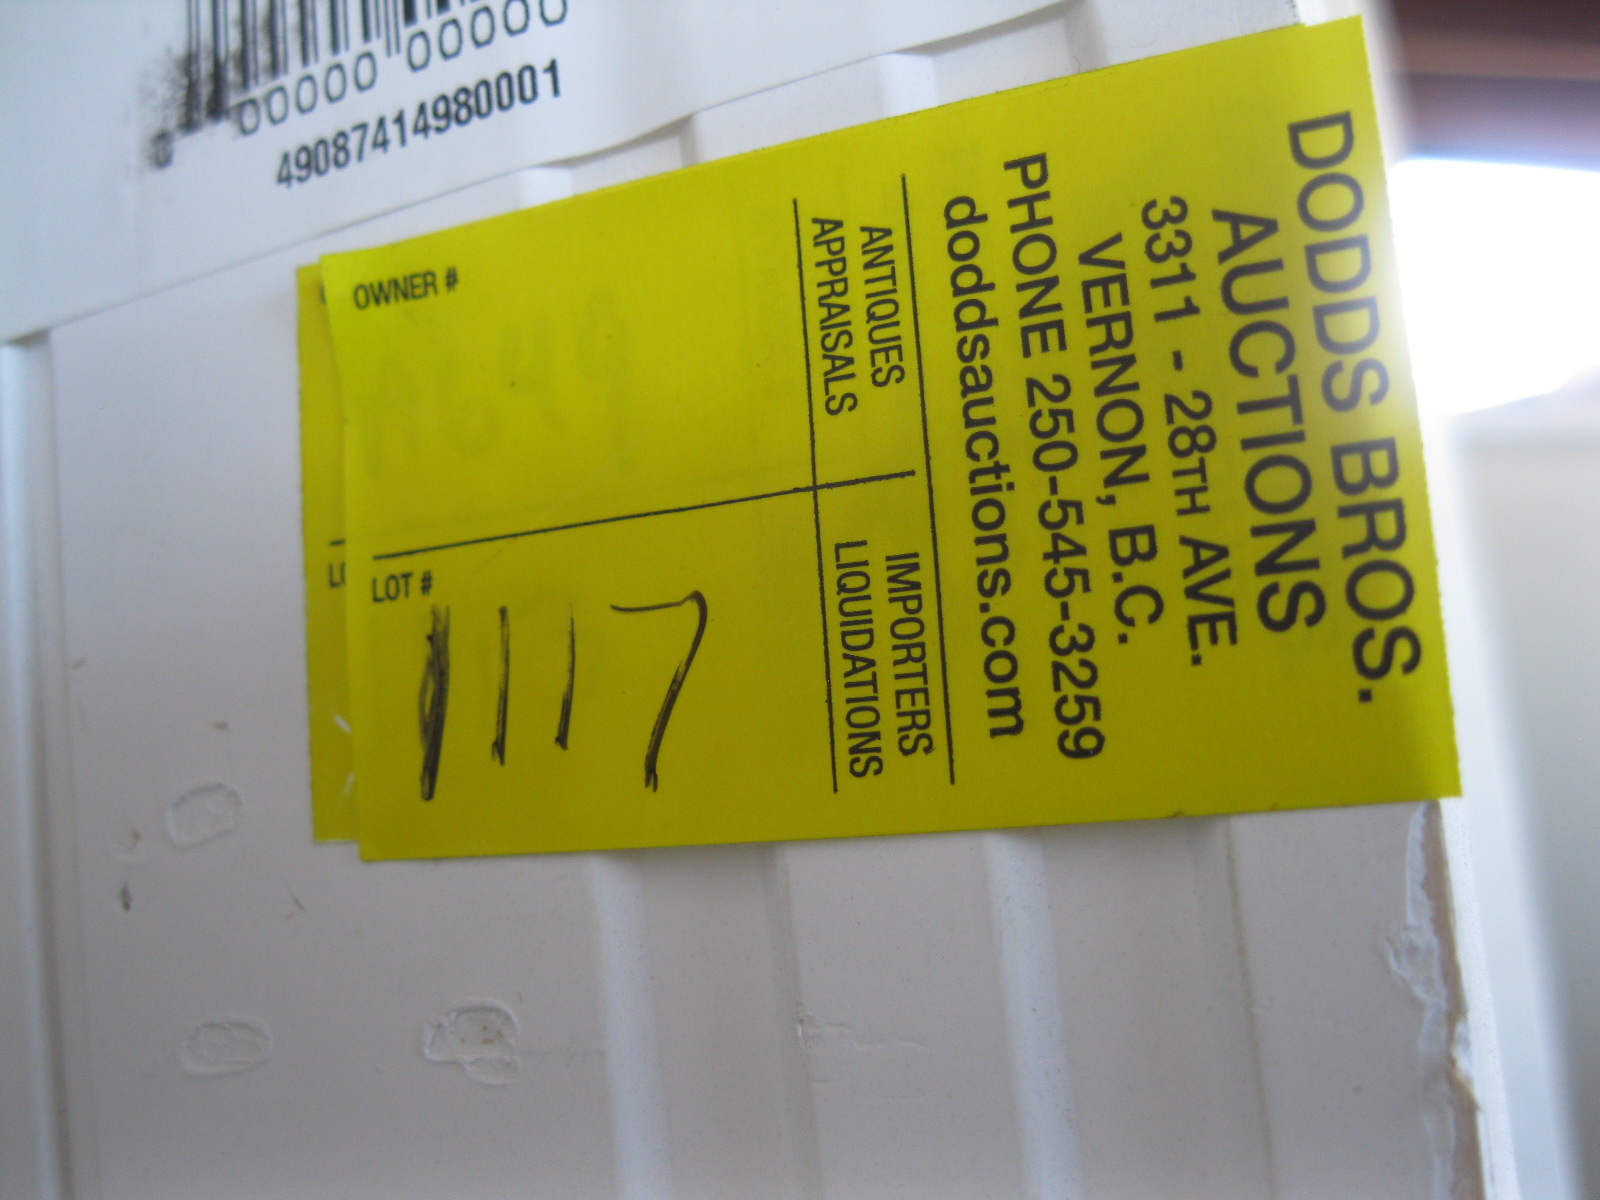 00000 00000
49087414980001
DODDS BROS.
AUCTIONS
3311 - 28TH AVE.
VERNON, B.C.
PHONE 250-545-3259
doddsauctions.com
ANTIQUES IMPORTERS
APPRAISALS LIQUIDATIONS
OWNER #
LOT #
1117